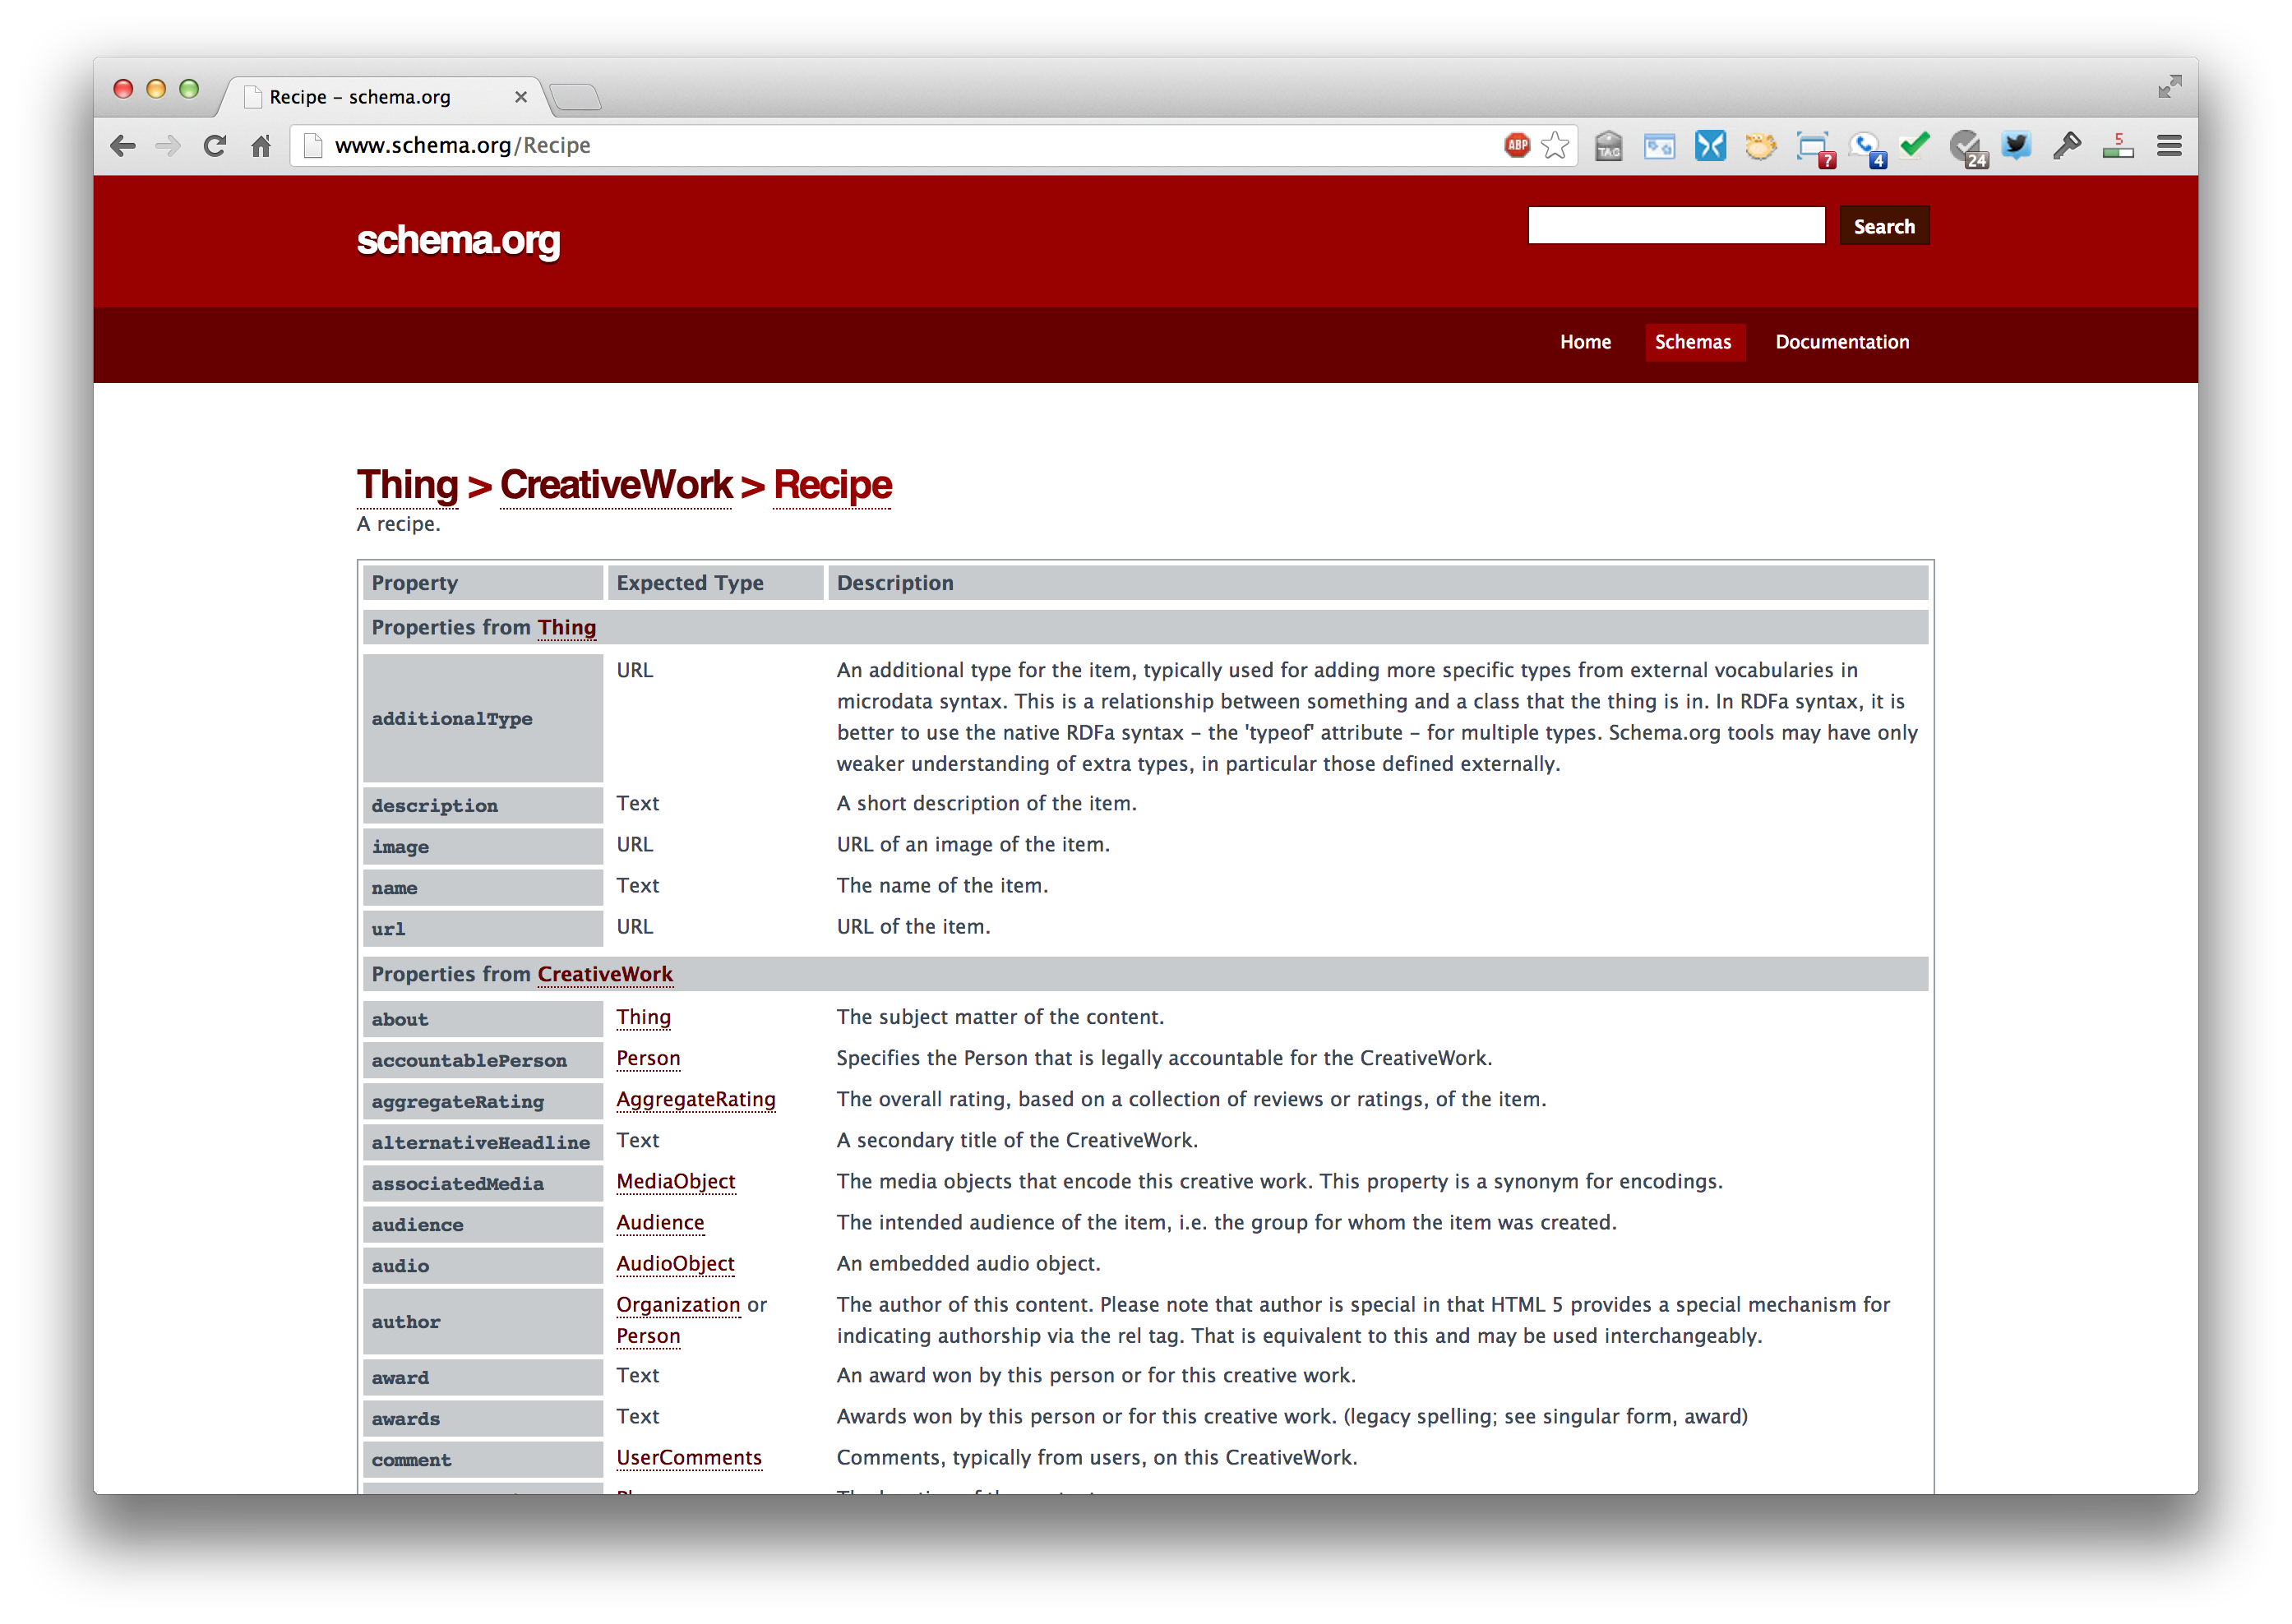 Recipe – schema.org
www.schema.org/Recipe
ABP
TAG
?
4
24
5
schema.org
Search
Home Schemas Documentation
Thing > CreativeWork > Recipe
A recipe.
Property Expected Type Description
Properties from Thing
additionalType URL An additional type for the item, typically used for adding more specific types from external vocabularies in
microdata syntax. This is a relationship between something and a class that the thing is in. In RDFa syntax, it is
better to use the native RDFa syntax – the 'typeof' attribute – for multiple types. Schema.org tools may have only
weaker understanding of extra types, in particular those defined externally.
description Text A short description of the item.
image URL URL of an image of the item.
name Text The name of the item.
url URL URL of the item.
Properties from CreativeWork
about Thing The subject matter of the content.
accountablePerson Person Specifies the Person that is legally accountable for the CreativeWork.
aggregateRating AggregateRating The overall rating, based on a collection of reviews or ratings, of the item.
alternativeHeadline Text A secondary title of the CreativeWork.
associatedMedia MediaObject The media objects that encode this creative work. This property is a synonym for encodings.
audience Audience The intended audience of the item, i.e. the group for whom the item was created.
audio AudioObject An embedded audio object.
author Organization or The author of this content. Please note that author is special in that HTML 5 provides a special mechanism for
Person indicating authorship via the rel tag. That is equivalent to this and may be used interchangeably.
award Text An award won by this person or for this creative work.
awards Text Awards won by this person or for this creative work. (legacy spelling; see singular form, award)
comment UserComments Comments, typically from users, on this CreativeWork.